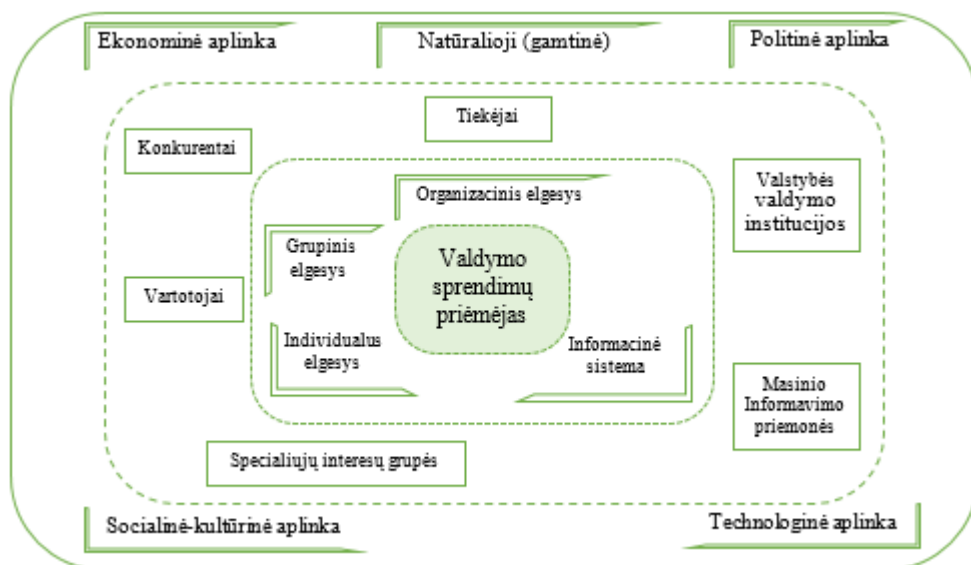 Ekonominė aplinka
Natūralioji (gamtinė)
Politinė aplinka
Tiekėjai
Konkurentai
Valstybės
valdymo
institucijos
Organizacinis elgesys
Grupinis
elgesys
Valdymo
sprendimų
priėmėjas
Vartotojai
Individualus
elgesys
Informacinė
sistema
Masinio
Informavimo
priemonės
Specialiųjų interesų grupės
Socialinė-kultūrinė aplinka
Technologinė aplinka